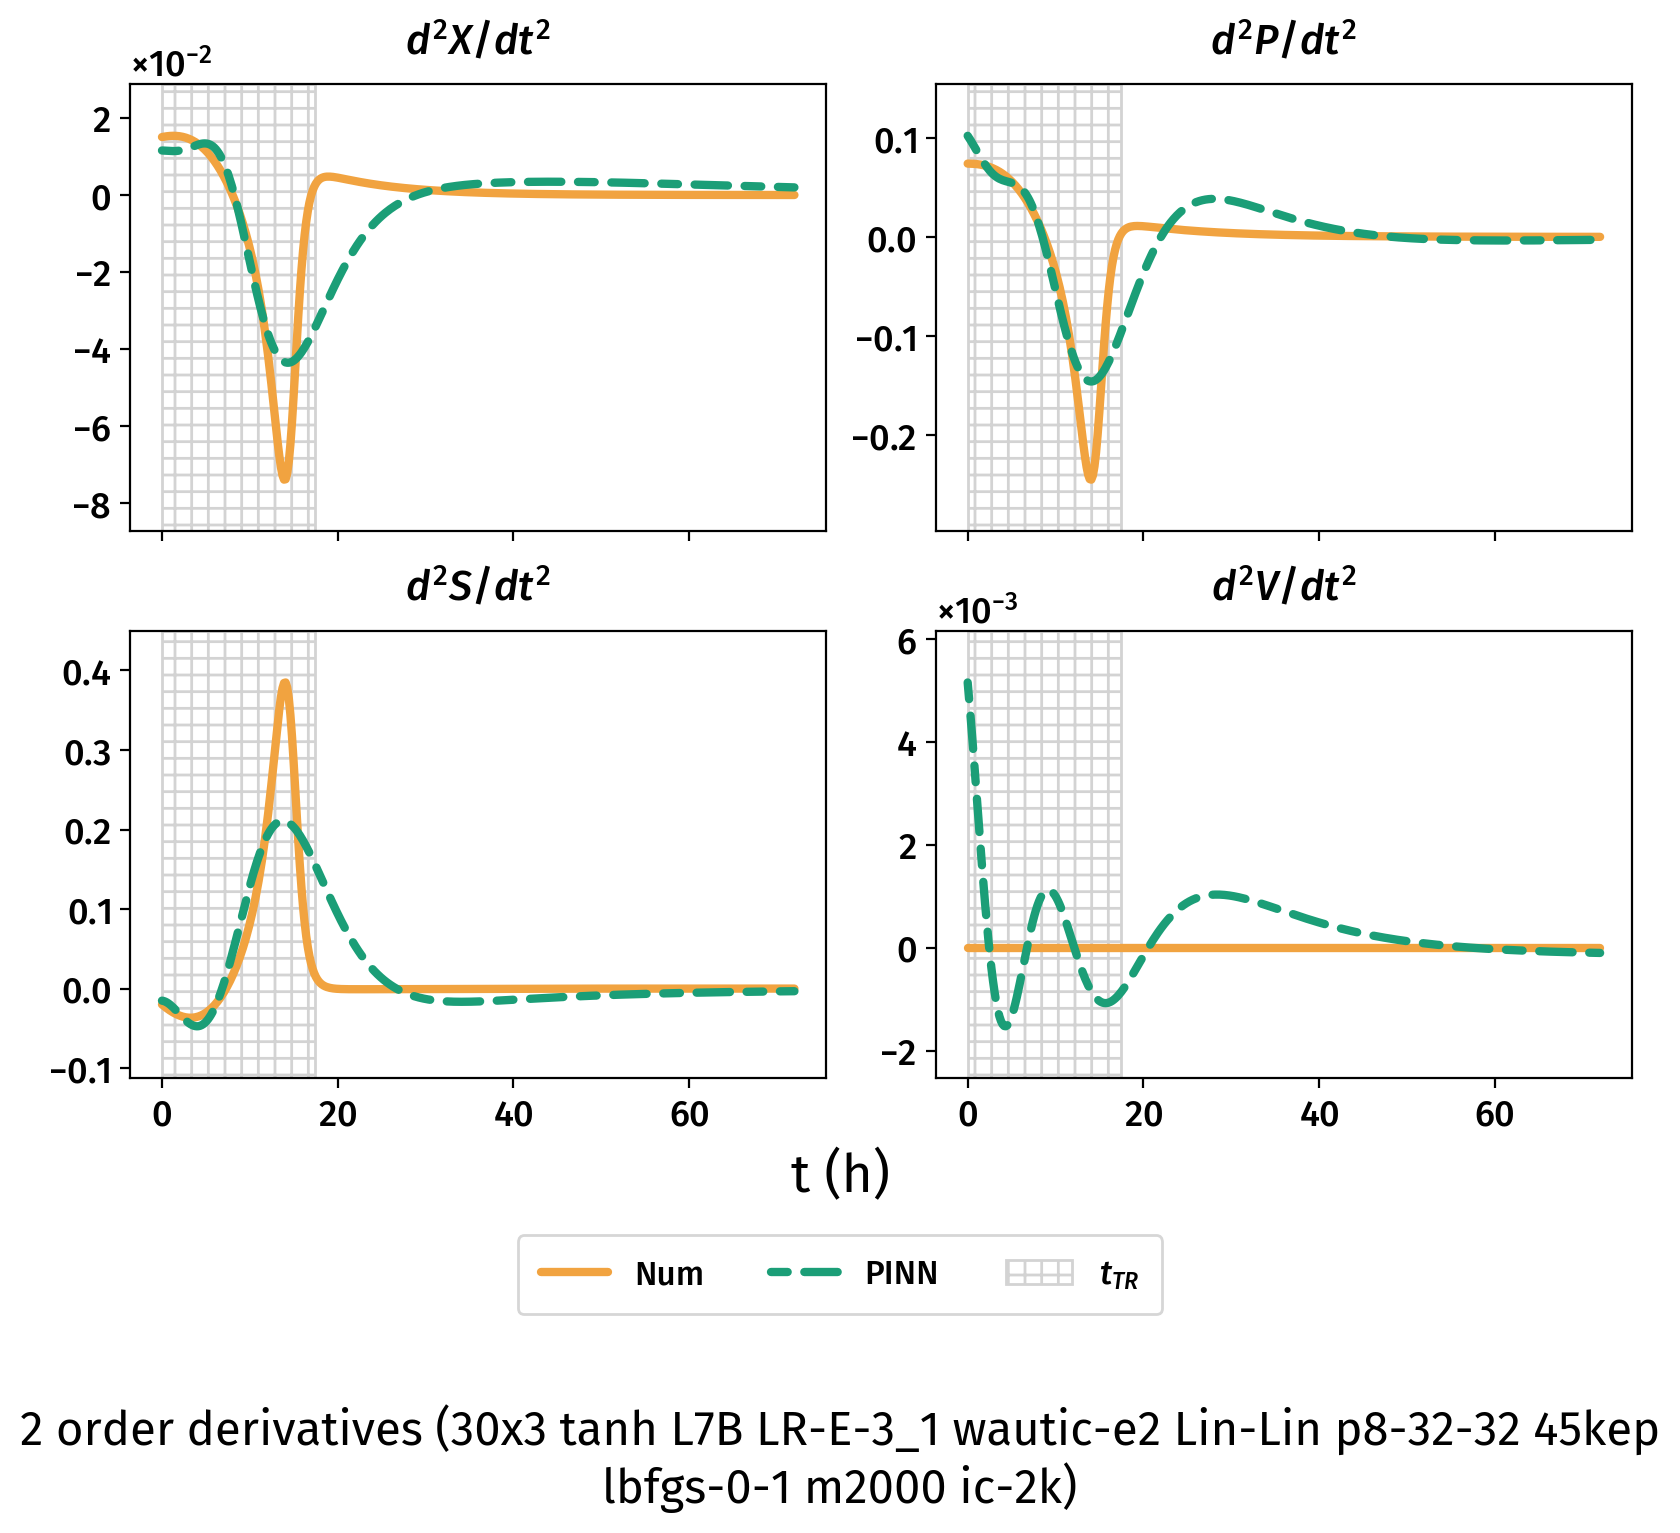 d²X/dt²
×10⁻²
2
0
−2
−4
−6
−8
d²P/dt²
0.1
0.0
−0.1
−0.2
d²S/dt²
0.4
0.3
0.2
0.1
0.0
−0.1
0 20 40 60
d²V/dt²
×10⁻³
6
4
2
0
−2
0 20 40 60
t (h)
Num PINN t_TR
2 order derivatives (30x3 tanh L7B LR-E-3_1 wautic-e2 Lin-Lin p8-32-32 45kep
lbfgs-0-1 m2000 ic-2k)